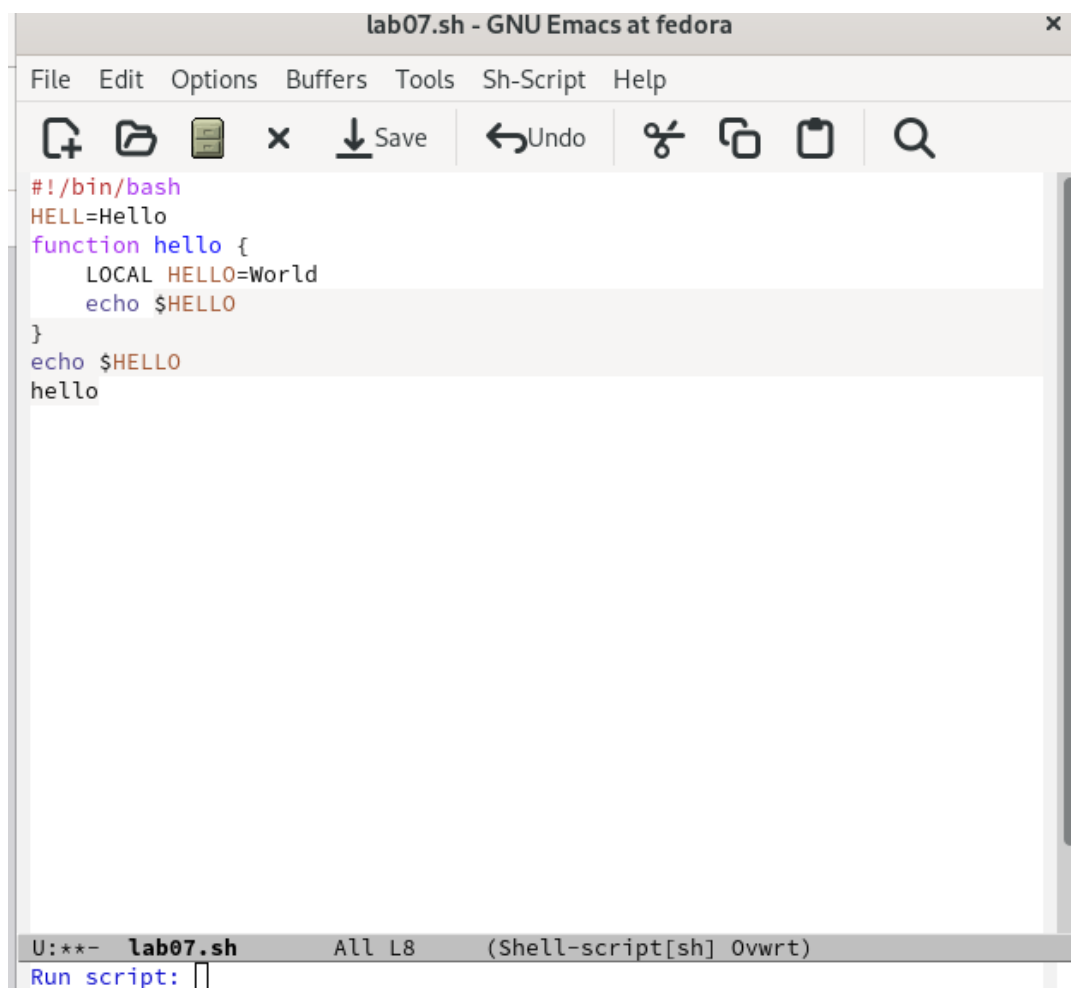 lab07.sh - GNU Emacs at fedora
File Edit Options Buffers Tools Sh-Script Help
Save Undo
#!/bin/bash
HELL=Hello
function hello {
    LOCAL HELLO=World
    echo $HELLO
}
echo $HELLO
hello
U:**- lab07.sh All L8 (Shell-script[sh] Ovwrt)
Run script: